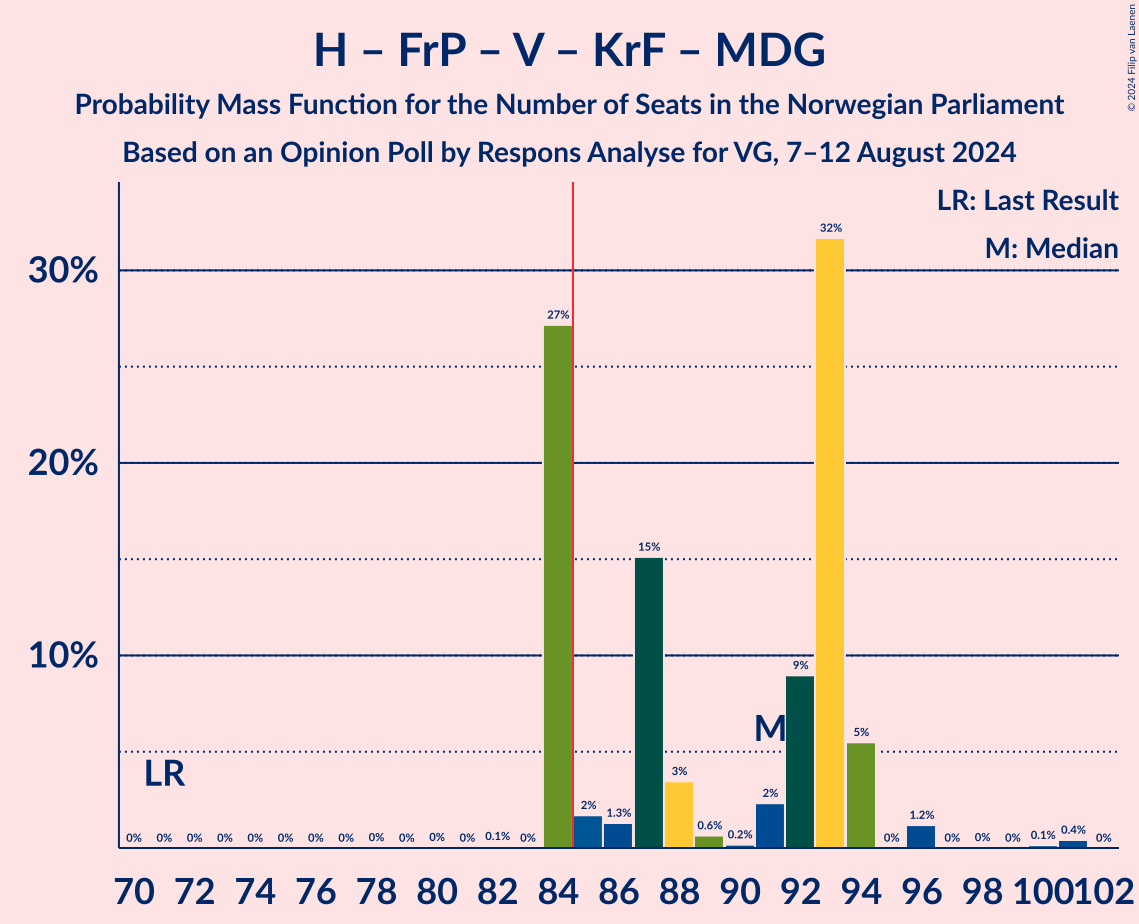 H – FrP – V – KrF – MDG
Probability Mass Function for the Number of Seats in the Norwegian Parliament
Based on an Opinion Poll by Respons Analyse for VG, 7–12 August 2024
© 2024 Filip van Laenen
LR: Last Result
M: Median
30%
20%
10%
LR
M
0% 0% 0% 0% 0% 0% 0% 0% 0% 0% 0% 0% 0.1% 0% 27% 2% 1.3% 15% 3% 0.6% 0.2% 2% 9% 32% 5% 0% 1.2% 0% 0% 0% 0.1% 0.4% 0%
70 72 74 76 78 80 82 84 86 88 90 92 94 96 98 100 102